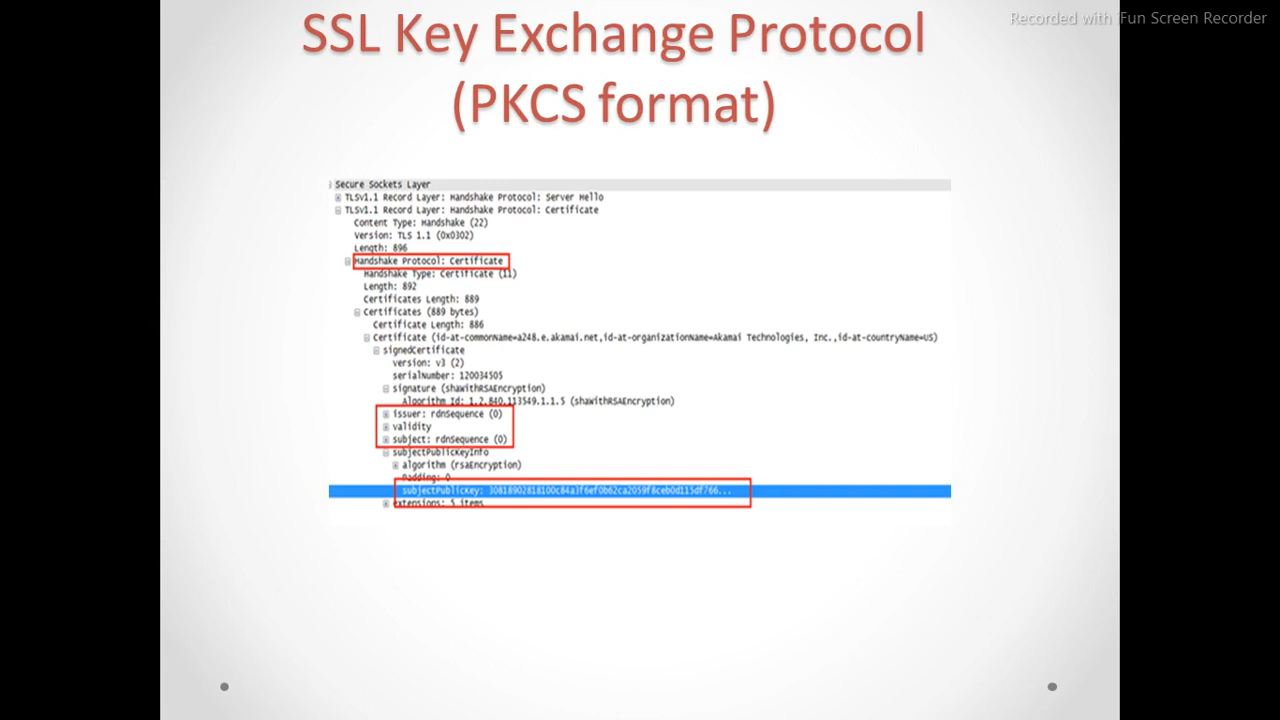 Recorded with iFun Screen Recorder
SSL Key Exchange Protocol
(PKCS format)
Secure Sockets Layer
TLSv1.1 Record Layer: Handshake Protocol: Server Hello
TLSv1.1 Record Layer: Handshake Protocol: Certificate
Content Type: Handshake (22)
Version: TLS 1.1 (0x0302)
Length: 896
Handshake Protocol: Certificate
Handshake Type: Certificate (11)
Length: 892
Certificates Length: 889
Certificates (889 bytes)
Certificate Length: 886
Certificate (id-at-commonName=a248.e.akamai.net,id-at-organizationName=Akamai Technologies, Inc.,id-at-countryName=US)
signedCertificate
version: v3 (2)
serialNumber: 120034505
signature (shaWithRSAEncryption)
Algorithm Id: 1.2.840.113549.1.1.5 (shaWithRSAEncryption)
issuer: rdnSequence (0)
validity
subject: rdnSequence (0)
subjectPublicKeyInfo
algorithm (rsaEncryption)
Padding: 0
subjectPublicKey: 30818902818100c84a3f6ef0b62ca2059f8ceb0d115df766...
extensions: 5 items